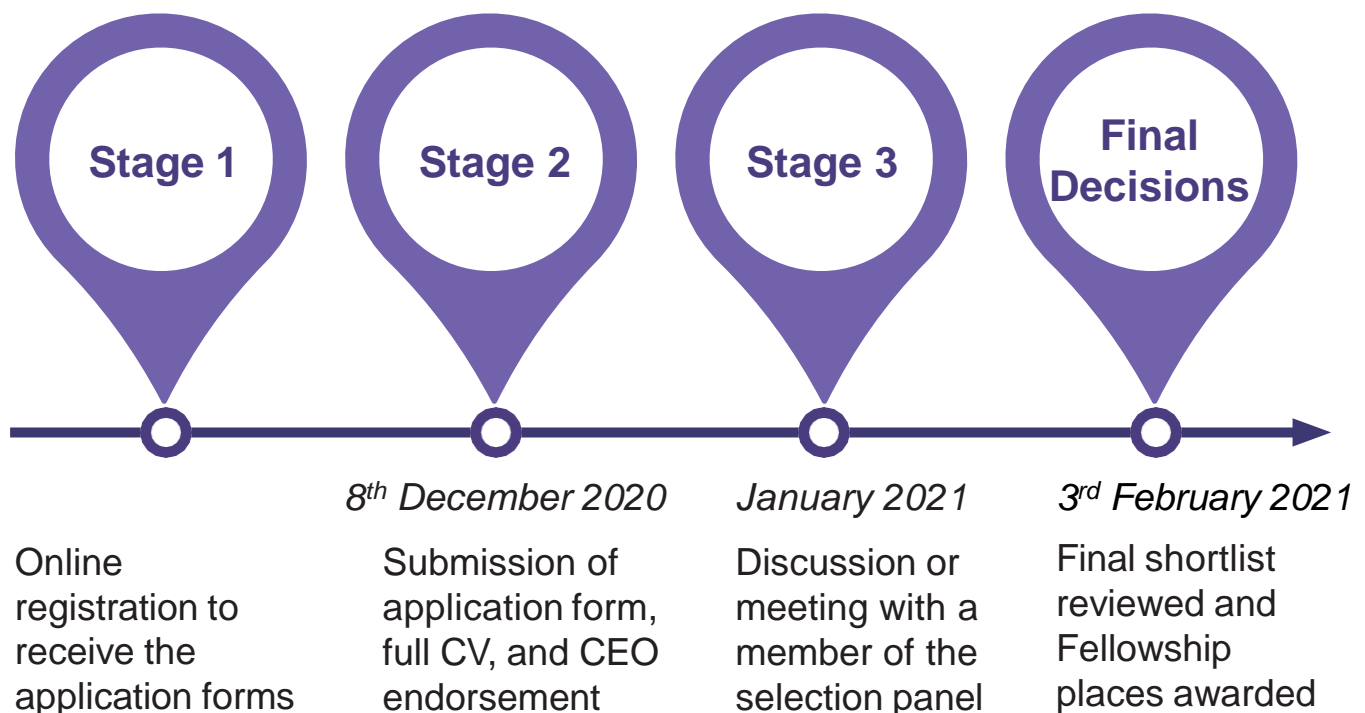 Stage 1
Stage 2
Stage 3
Final
Decisions
8th December 2020
January 2021
3rd February 2021
Online
registration to
receive the
application forms
Submission of
application form,
full CV, and CEO
endorsement
Discussion or
meeting with a
member of the
selection panel
Final shortlist
reviewed and
Fellowship
places awarded